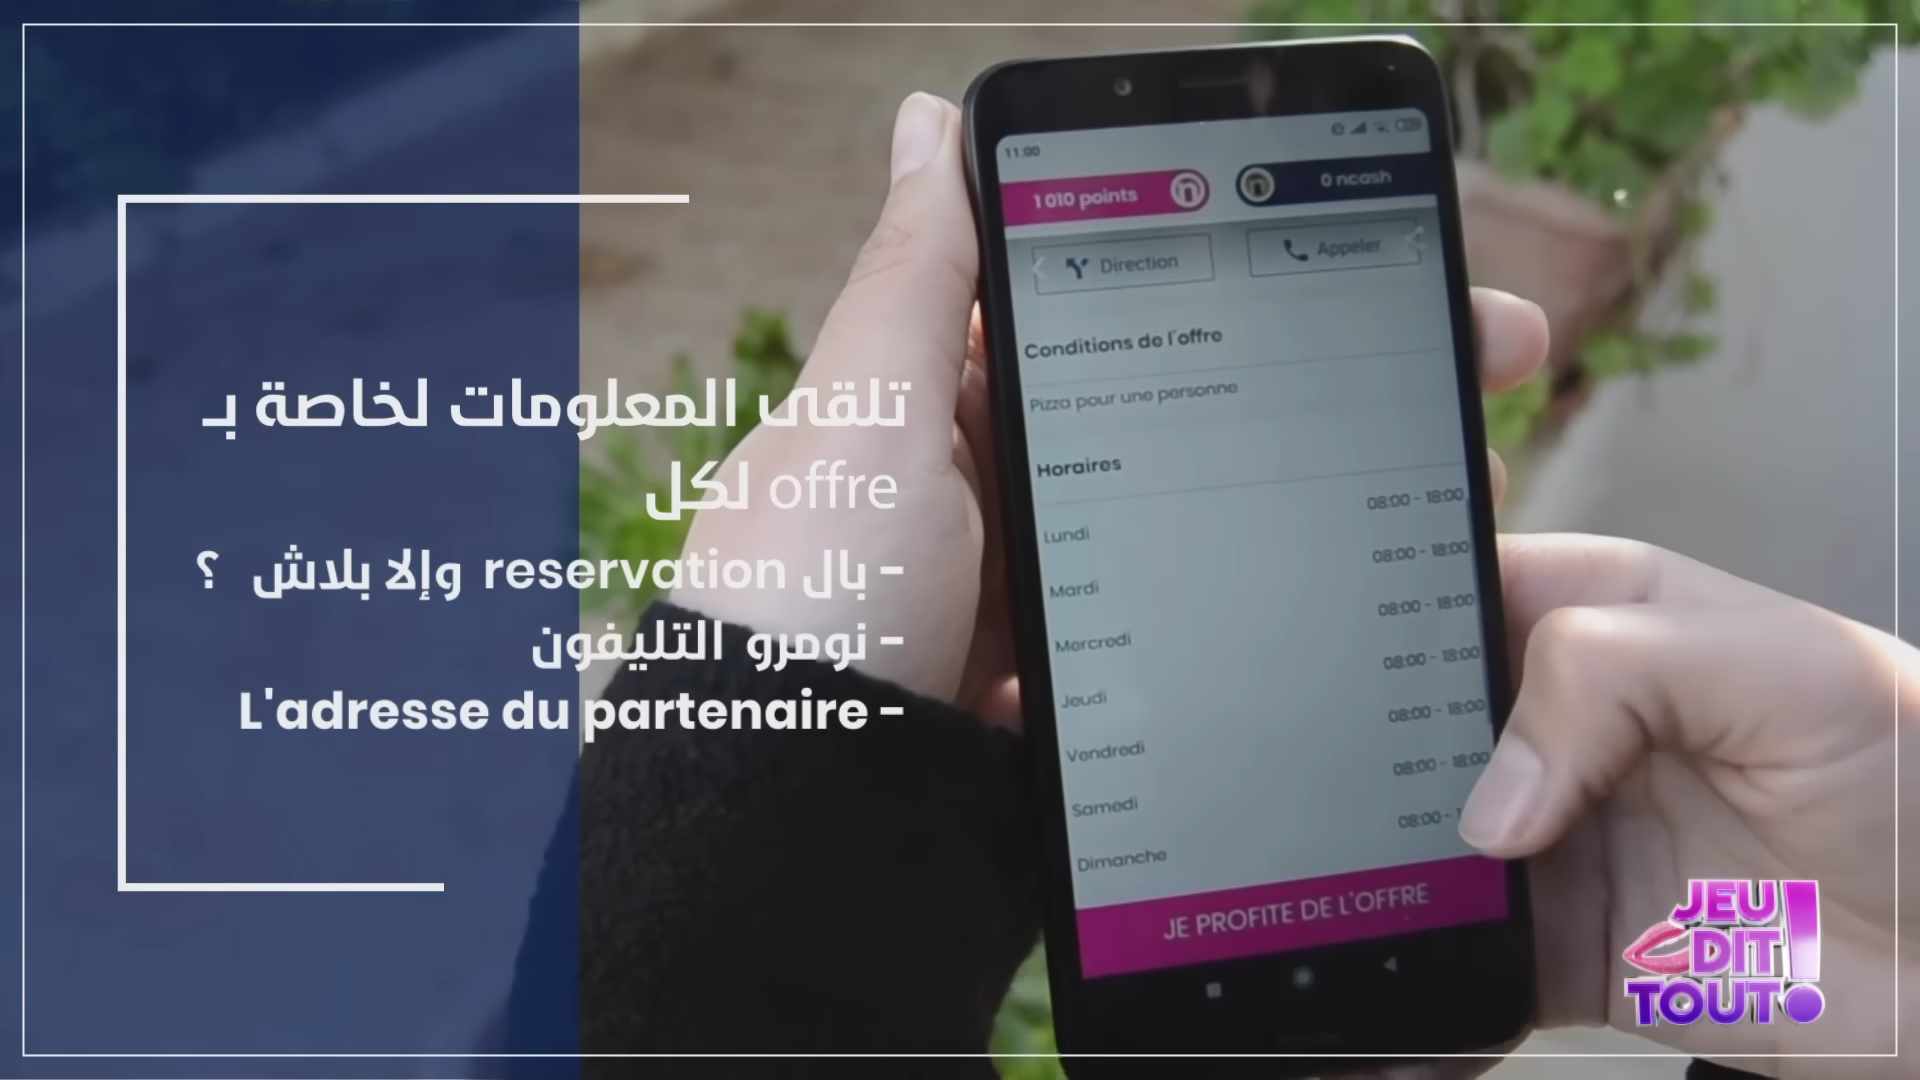 تلقى المعلومات لخاصة بـ
offre لكل
- بال reservation وإلا بلاش ؟
- نومرو التليفون
- L'adresse du partenaire
11:00
1 010 points
0 ncash
Direction
Appeler
Conditions de l'offre
Pizza pour une personne
Horaires
Lundi 08:00 - 18:00
Mardi 08:00 - 18:00
Mercredi 08:00 - 18:00
Jeudi 08:00 - 18:00
Vendredi 08:00 - 18:00
Samedi 08:00 - 18:00
Dimanche 08:00 - 1
JE PROFITE DE L'OFFRE
JEU
DIT
TOUT!